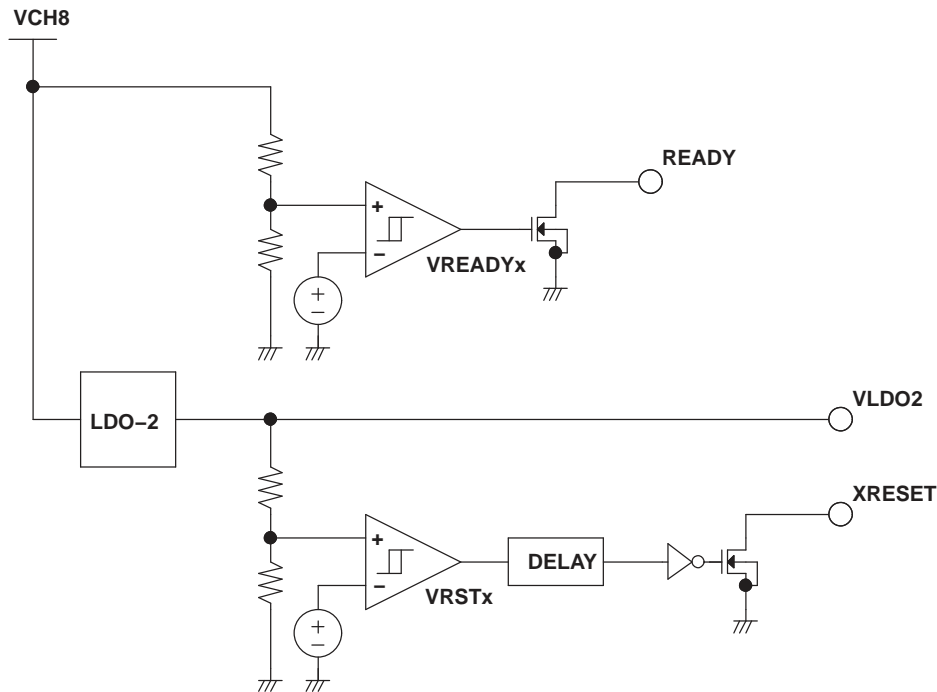 VCH8
READY
+
−
VREADYx
+
−
LDO−2
VLDO2
XRESET
+
−
DELAY
VRSTx
+
−